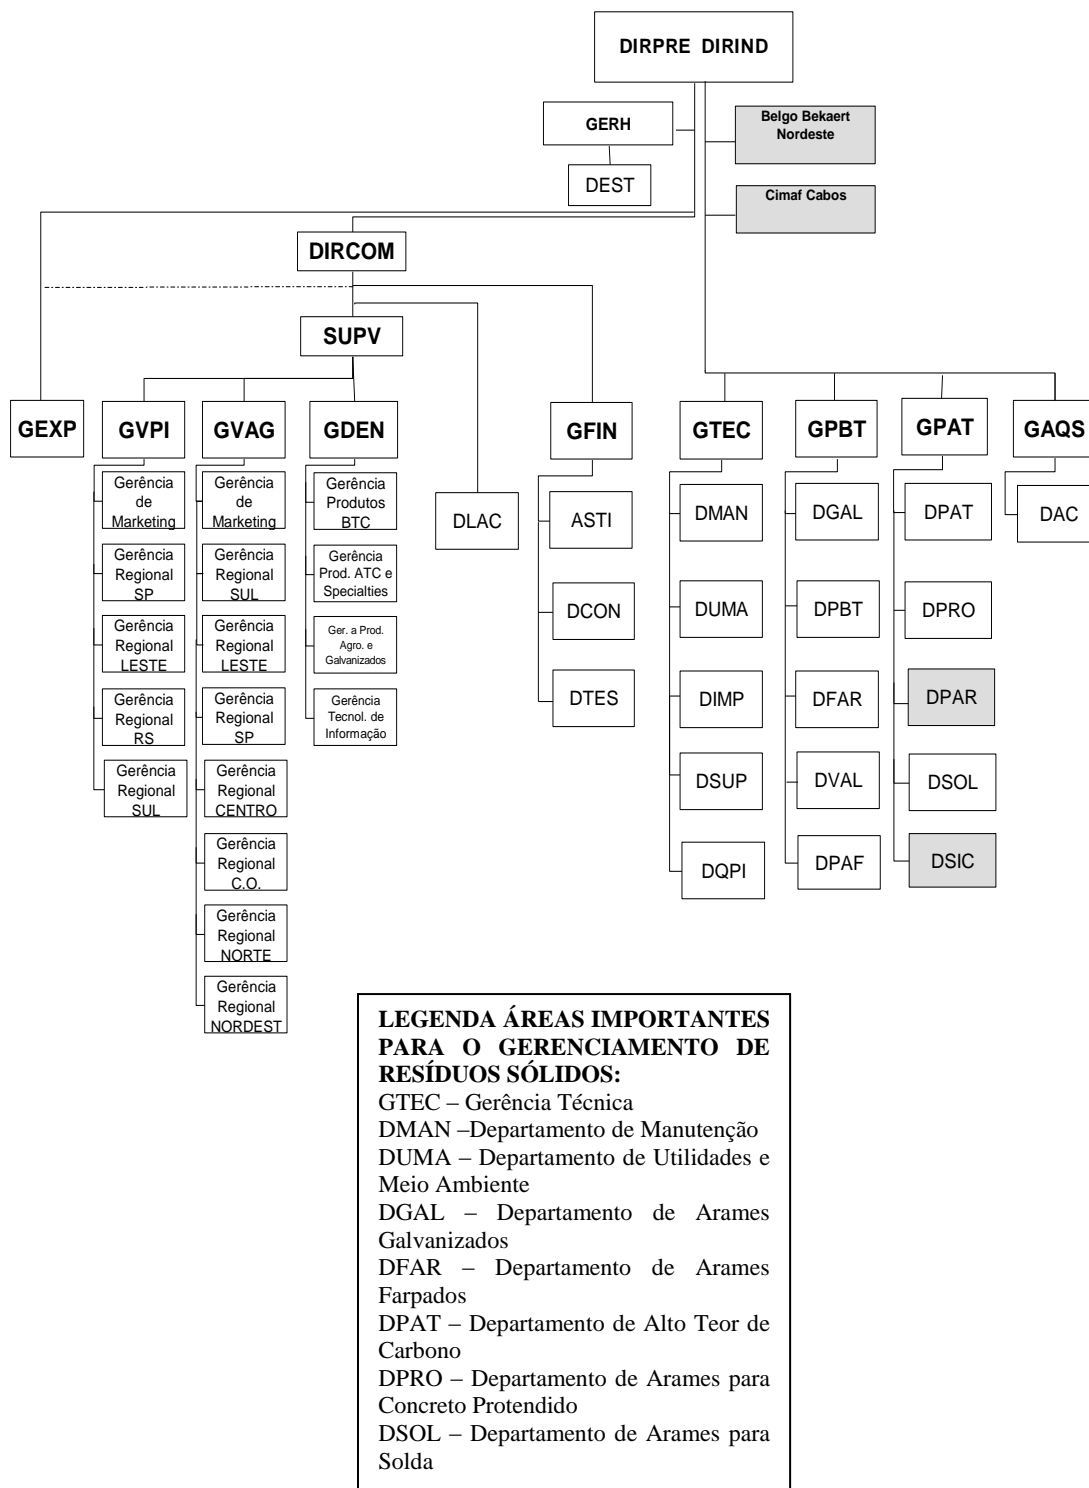 DIRPRE DIRIND
GERH
DEST
Belgo Bekaert
Nordeste
Cimaf Cabos
DIRCOM
SUPV
GEXP
GVPI
GVAG
GDEN
GFIN
GTEC
GPBT
GPAT
GAQS
Gerência
de
Marketing
Gerência
Regional
SP
Gerência
Regional
LESTE
Gerência
Regional
RS
Gerência
Regional
SUL
Gerência
de
Marketing
Gerência
Regional
SUL
Gerência
Regional
LESTE
Gerência
Regional
SP
Gerência
Regional
CENTRO
Gerência
Regional
C.O.
Gerência
Regional
NORTE
Gerência
Regional
NORDEST
Gerência
Produtos
BTC
Gerência
Prod. ATC e
Specialties
Ger. a Prod.
Agro. e
Galvanizados
Gerência
Tecnol. de
Informação
DLAC
ASTI
DCON
DTES
DMAN
DUMA
DIMP
DSUP
DQPI
DGAL
DPBT
DFAR
DVAL
DPAF
DPAT
DPRO
DPAR
DSOL
DSIC
DAC
LEGENDA ÁREAS IMPORTANTES
PARA O GERENCIAMENTO DE
RESÍDUOS SÓLIDOS:
GTEC – Gerência Técnica
DMAN –Departamento de Manutenção
DUMA – Departamento de Utilidades e
Meio Ambiente
DGAL – Departamento de Arames
Galvanizados
DFAR – Departamento de Arames
Farpados
DPAT – Departamento de Alto Teor de
Carbono
DPRO – Departamento de Arames para
Concreto Protendido
DSOL – Departamento de Arames para
Solda